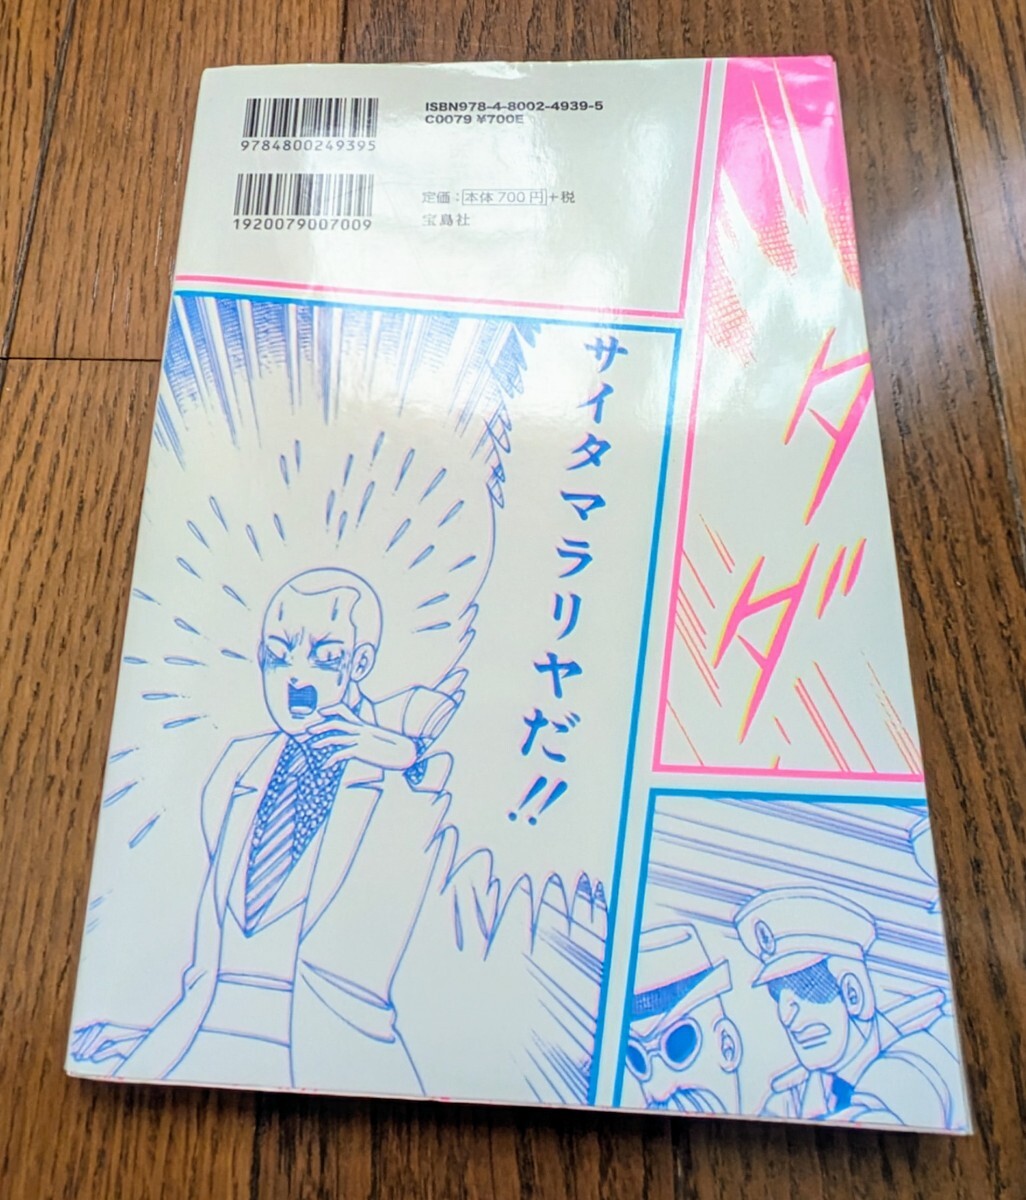 ISBN978-4-8002-4939-5
C0079 ¥700E
9784800249395
定価：本体 700円+税
1920079007009
宝島社
ダ
ダ
サイタマラリヤだ!!